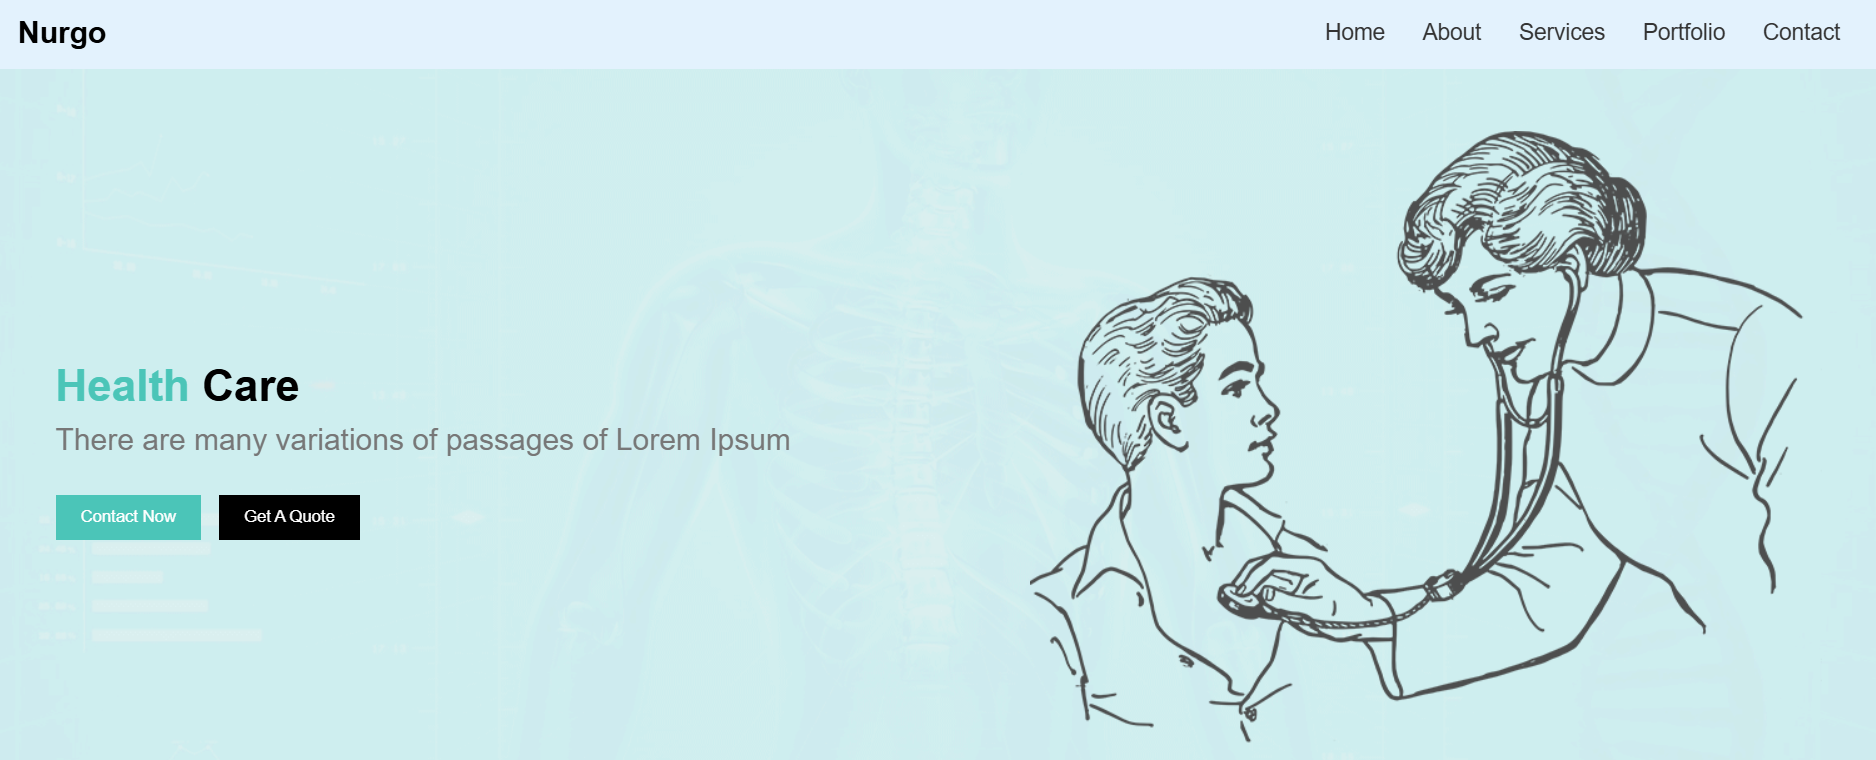 Nurgo
Home About Services Portfolio Contact
Health Care
There are many variations of passages of Lorem Ipsum
Contact Now Get A Quote